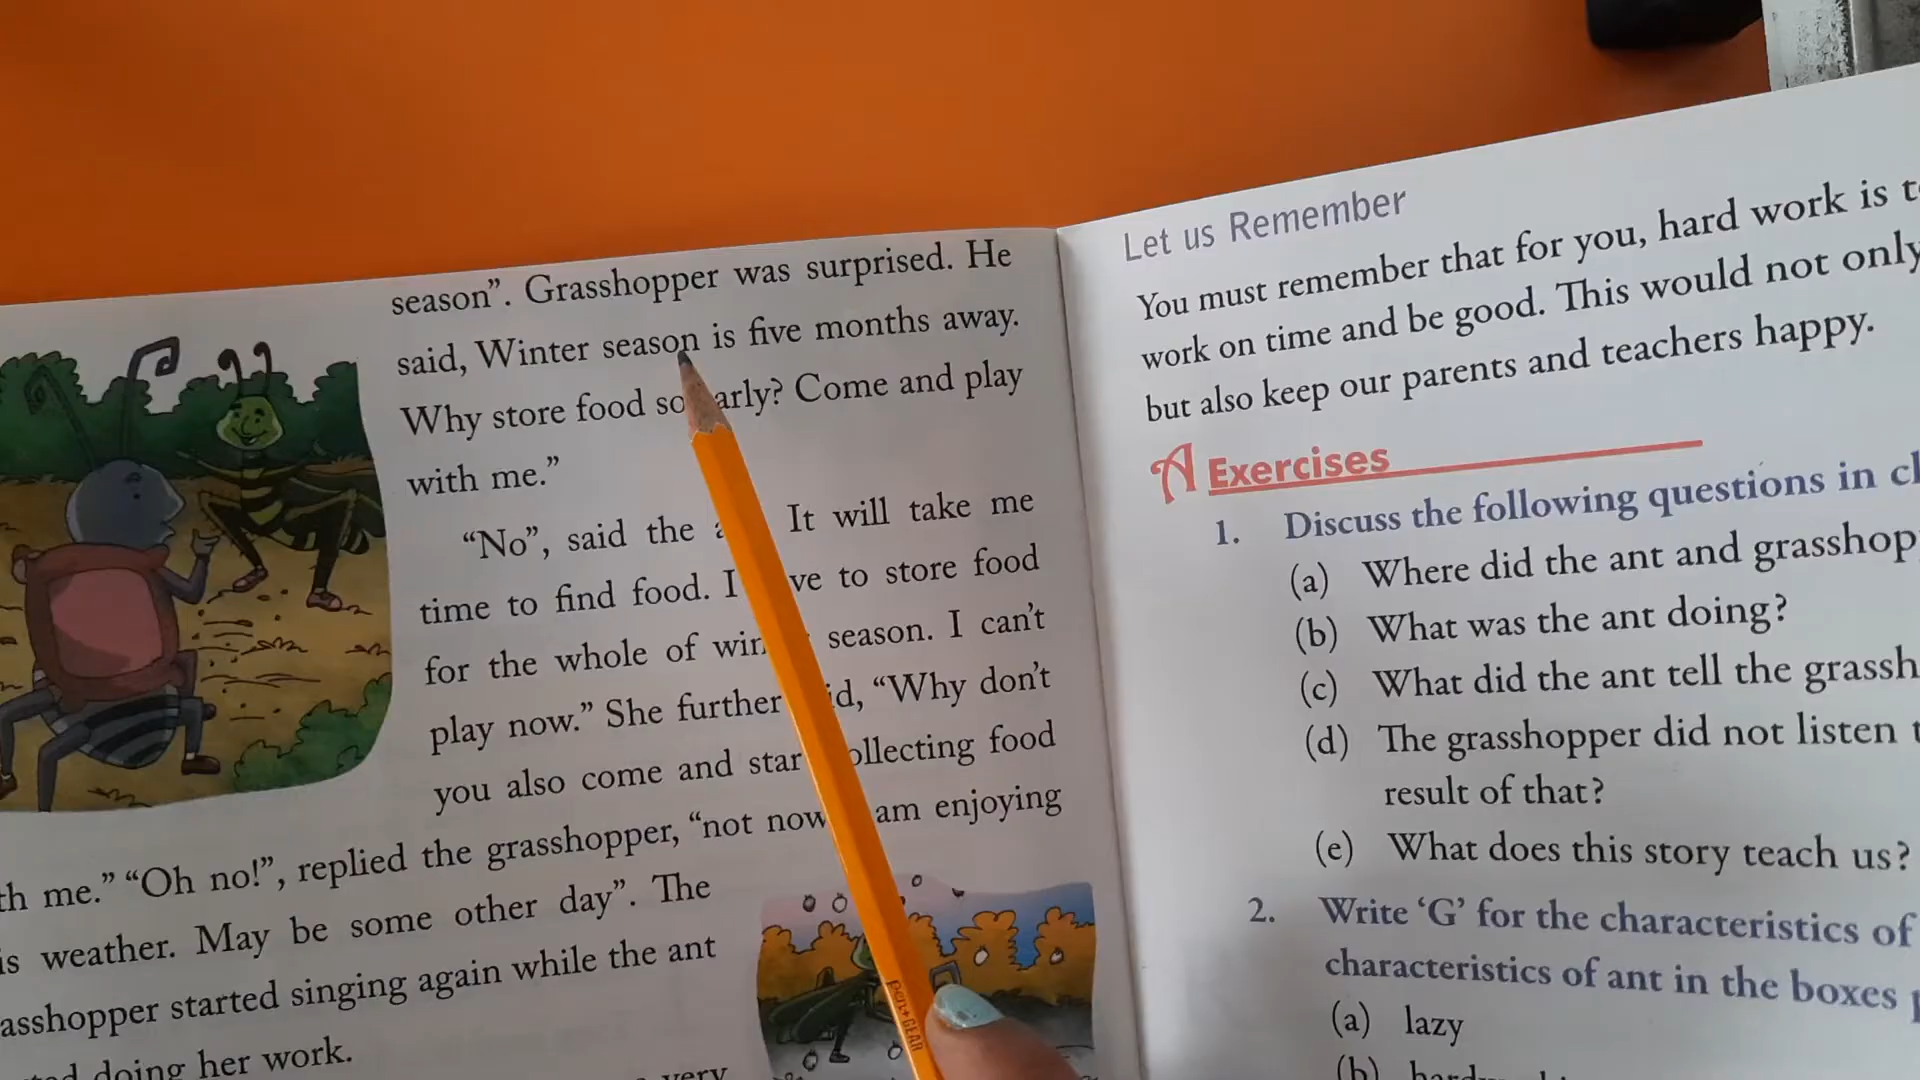 season”. Grasshopper was surprised. He
said, Winter season is five months away.
Why store food so arly? Come and play
with me.”
“No”, said the It will take me
time to find food. I ve to store food
for the whole of win season. I can’t
play now.” She further id, “Why don’t
you also come and star ollecting food
th me.” “Oh no!”, replied the grasshopper, “not now am enjoying
is weather. May be some other day”. The
asshopper started singing again while the ant
doing her work.
very
pen+GEAR
Let us Remember
You must remember that for you, hard work is t
work on time and be good. This would not only
but also keep our parents and teachers happy.
A Exercises
1. Discuss the following questions in cl
(a) Where did the ant and grasshop
(b) What was the ant doing?
(c) What did the ant tell the grassh
(d) The grasshopper did not listen t
result of that?
(e) What does this story teach us?
2. Write ‘G’ for the characteristics of
characteristics of ant in the boxes p
(a) lazy
(b)